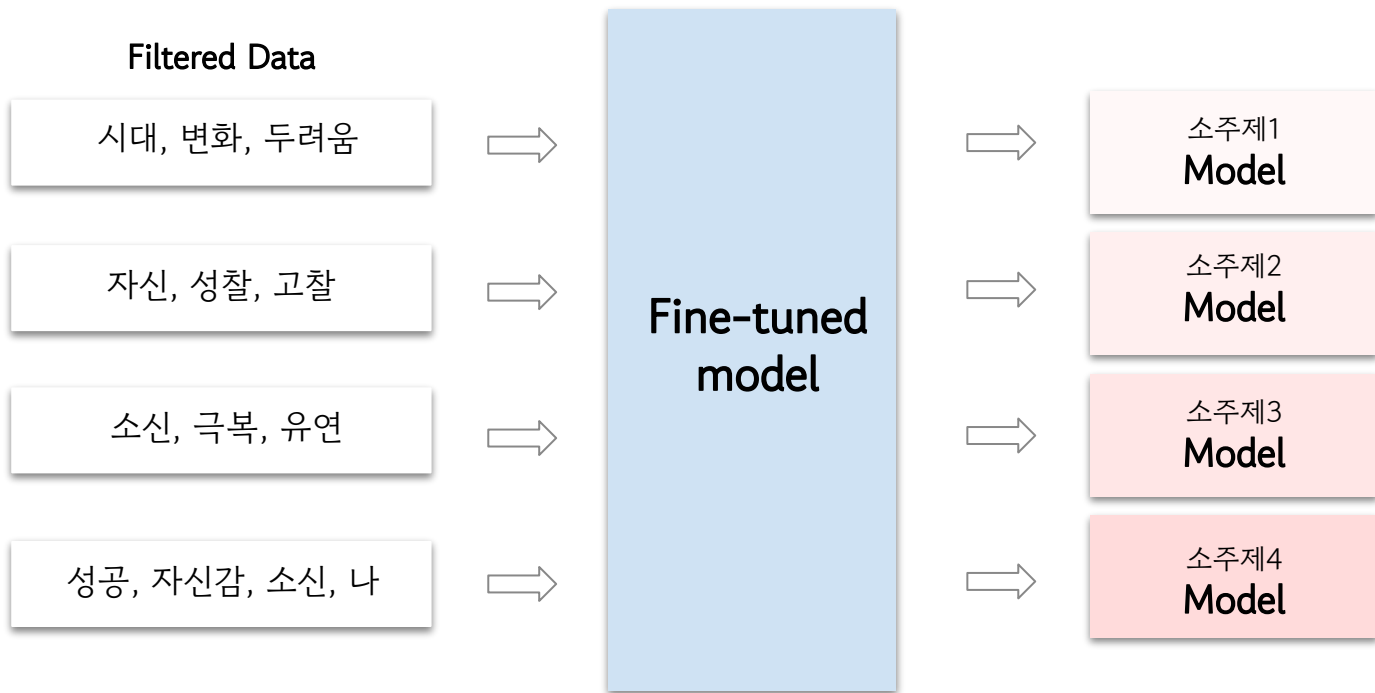 Filtered Data
시대, 변화, 두려움
자신, 성찰, 고찰
소신, 극복, 유연
성공, 자신감, 소신, 나
Fine-tuned
model
소주제1
Model
소주제2
Model
소주제3
Model
소주제4
Model